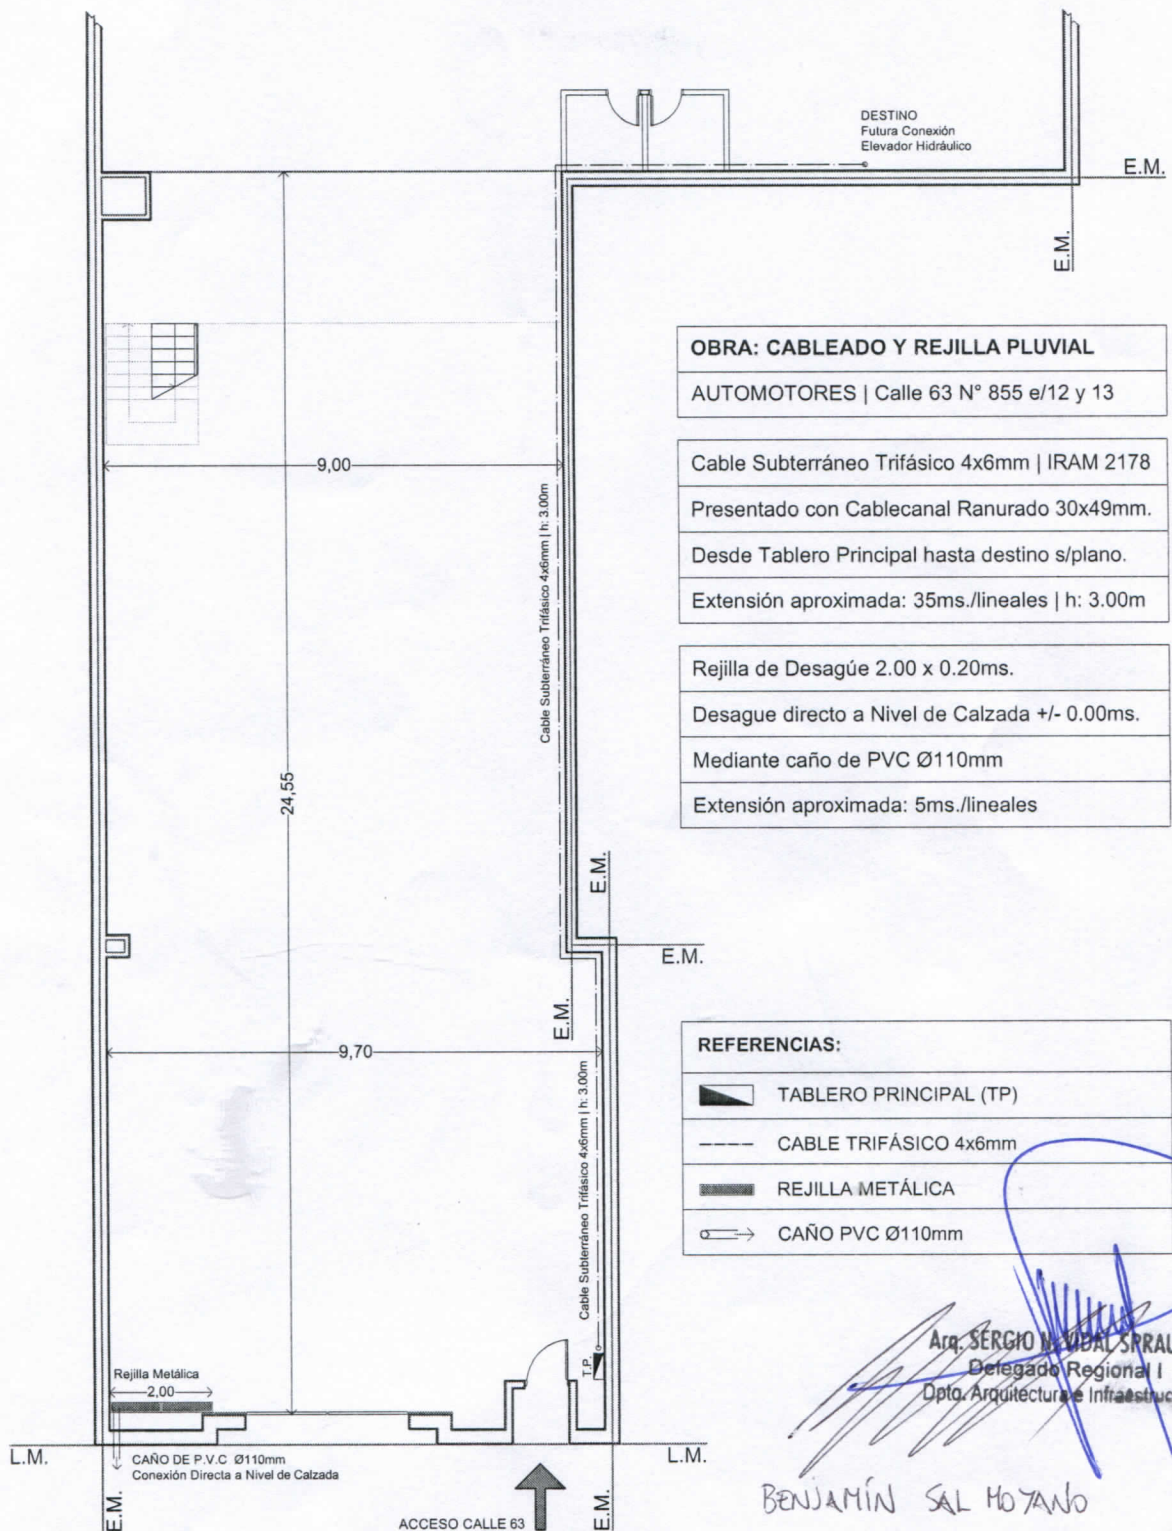 DESTINO
Futura Conexión
Elevador Hidráulico
E.M.
E.M.
OBRA: CABLEADO Y REJILLA PLUVIAL
AUTOMOTORES | Calle 63 N° 855 e/12 y 13
Cable Subterráneo Trifásico 4x6mm | IRAM 2178
Presentado con Cablecanal Ranurado 30x49mm.
Desde Tablero Principal hasta destino s/plano.
Extensión aproximada: 35ms./lineales | h: 3.00m
Rejilla de Desagúe 2.00 x 0.20ms.
Desague directo a Nivel de Calzada +/- 0.00ms.
Mediante caño de PVC Ø110mm
Extensión aproximada: 5ms./lineales
9,00
Cable Subterráneo Trifásico 4x6mm | h: 3.00m
24,55
E.M.
E.M.
E.M.
9,70
Cable Subterráneo Trifásico 4x6mm | h: 3.00m
REFERENCIAS:
TABLERO PRINCIPAL (TP)
CABLE TRIFÁSICO 4x6mm
REJILLA METÁLICA
CAÑO PVC Ø110mm
T.P.
Rejilla Metálica
2,00
L.M.
CAÑO DE P.V.C Ø110mm
Conexión Directa a Nivel de Calzada
L.M.
E.M.
ACCESO CALLE 63
E.M.
Arq. SERGIO N. VIDAL SPRAU
Delegado Regional I
Dpto. Arquitectura e Infraestruc
BENJAMÍN SAL MOYANO